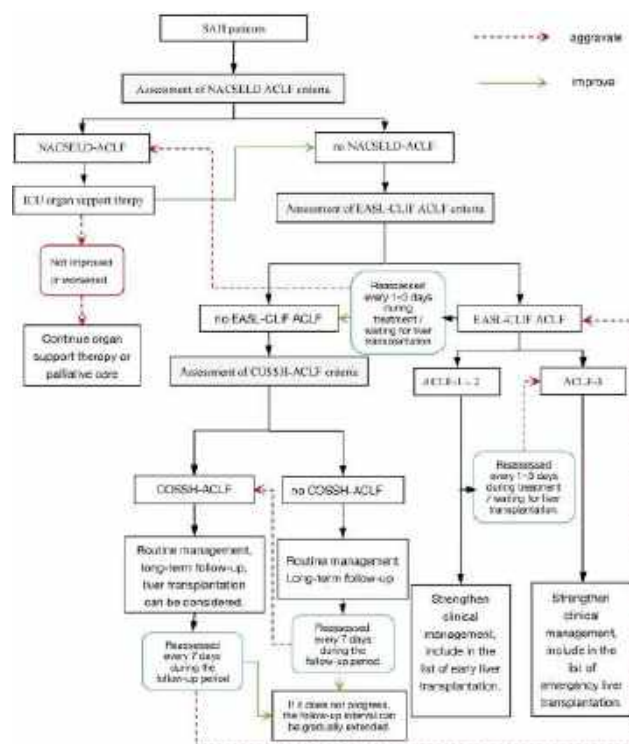 SAH patients
aggravate
improve
Assessment of NACSELD ACLF criteria
NACSELD-ACLF
no NACSELD-ACLF
ICU organ support therpy
Assessment of EASL-CLIF ACLF criteria
Not improved
or worsened
Continue organ
support therapy or
palliative care
Reassessed
every 1~3 days
during
treatment /
waiting for liver
transplantation
no EASL-CLIF ACLF
EASL-CLIF ACLF
Assessment of COSSH-ACLF criteria
ACLF-1~2
ACLF-3
Reassessed
every 1~3 days
during treatment
/ waiting for liver
transplantation.
COSSH-ACLF
no COSSH-ACLF
Routine management,
long-term follow-up,
liver transplantation
can be considered.
Routine management
Long-term follow-up
Strengthen
clinical
management,
include in the
list of early liver
transplantation.
Strengthen
clinical
management,
include in the
list of
emergency liver
transplantation.
Reassessed
every 7 days
during the
follow-up period
Reassessed
every 7 days
during the
follow-up period.
If it does not progress,
the follow-up interval can
be gradually extended